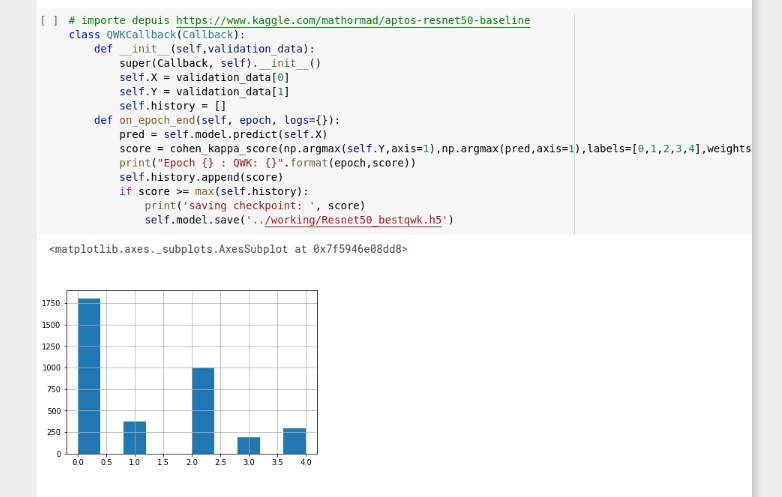 [ ] # importe depuis https://www.kaggle.com/mathormad/aptos-resnet50-baseline
class QWKCallback(Callback):
    def __init__(self,validation_data):
        super(Callback, self).__init__()
        self.X = validation_data[0]
        self.Y = validation_data[1]
        self.history = []
    def on_epoch_end(self, epoch, logs={}):
        pred = self.model.predict(self.X)
        score = cohen_kappa_score(np.argmax(self.Y,axis=1),np.argmax(pred,axis=1),labels=[0,1,2,3,4],weights
        print("Epoch {} : QWK: {}".format(epoch,score))
        self.history.append(score)
        if score >= max(self.history):
            print('saving checkpoint: ', score)
            self.model.save('../working/Resnet50_bestqwk.h5')
<matplotlib.axes._subplots.AxesSubplot at 0x7f5946e08dd8>
1750
1500
1250
1000
750
500
250
0
0.0 0.5 1.0 1.5 2.0 2.5 3.0 3.5 4.0